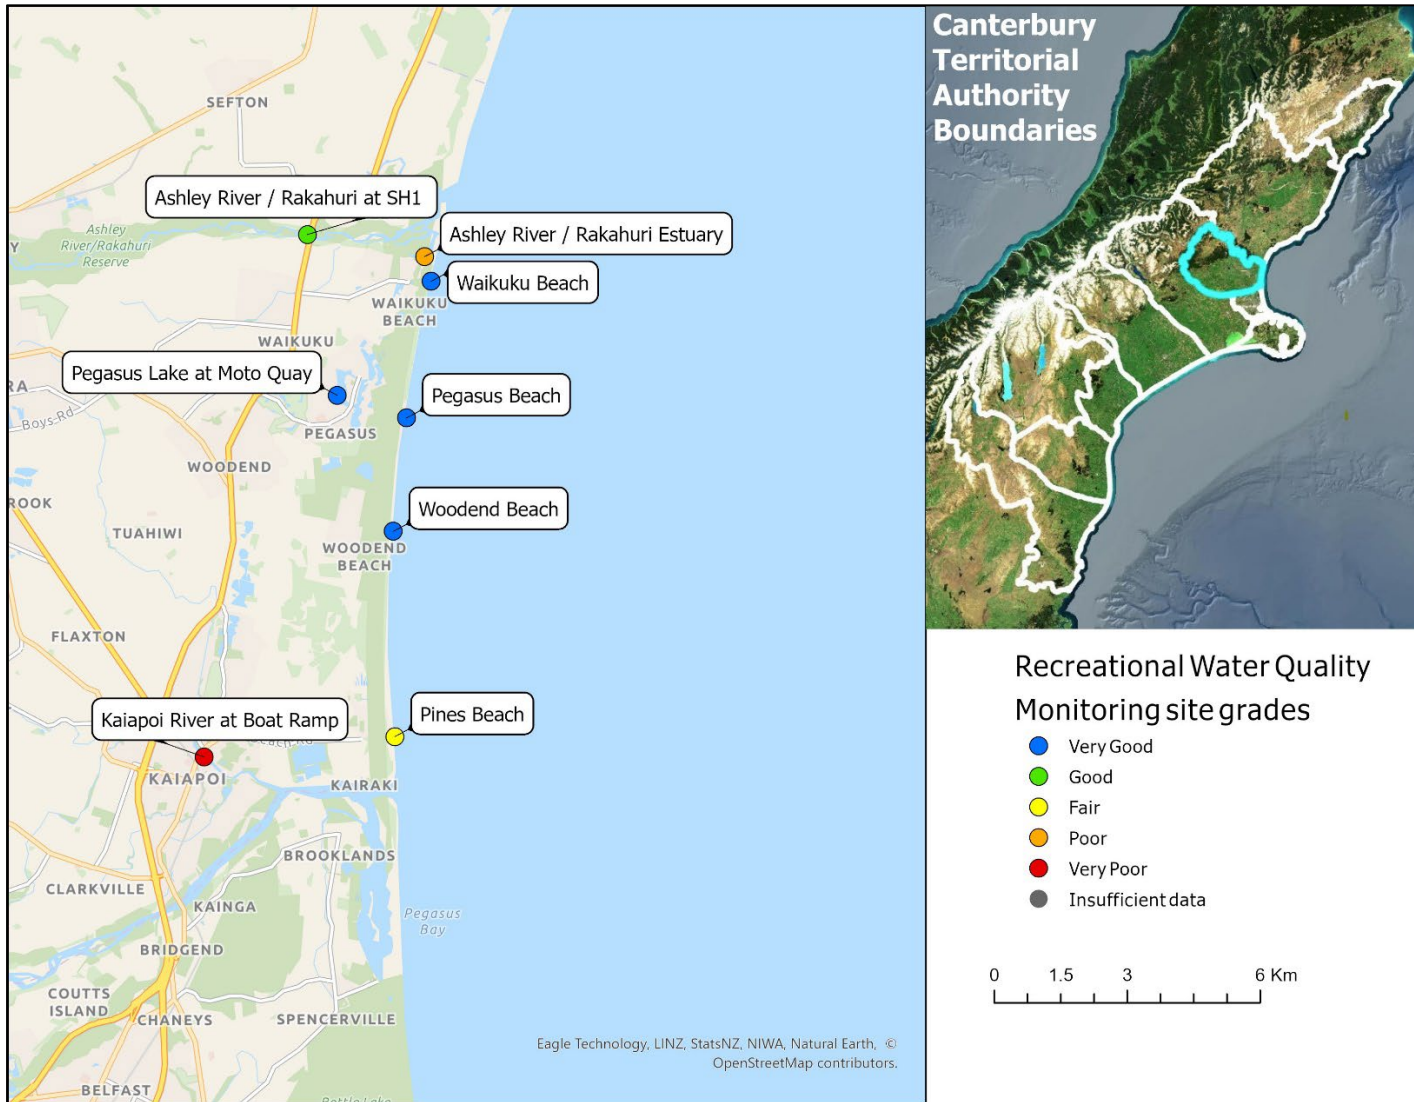 SEFTON
Ashley River / Rakahuri at SH1
Ashley
River/Rakahuri
Reserve
Ashley River / Rakahuri Estuary
Waikuku Beach
WAIKUKU
BEACH
WAIKUKU
Pegasus Lake at Moto Quay
RA
Boys Rd
Pegasus Beach
PEGASUS
WOODEND
ROOK
Woodend Beach
TUAHIWI
WOODEND
BEACH
FLAXTON
Kaiapoi River at Boat Ramp
Pines Beach
KAIAPOI
KAIRAKI
BROOKLANDS
CLARKVILLE
KAINGA
Pegasus
Bay
BRIDGEND
COUTTS
ISLAND
CHANEYS
SPENCERVILLE
Eagle Technology, LINZ, StatsNZ, NIWA, Natural Earth, ©
OpenStreetMap contributors.
BELFAST
Canterbury
Territorial
Authority
Boundaries
Recreational Water Quality
Monitoring site grades
Very Good
Good
Fair
Poor
Very Poor
Insufficient data
0 1.5 3 6 Km